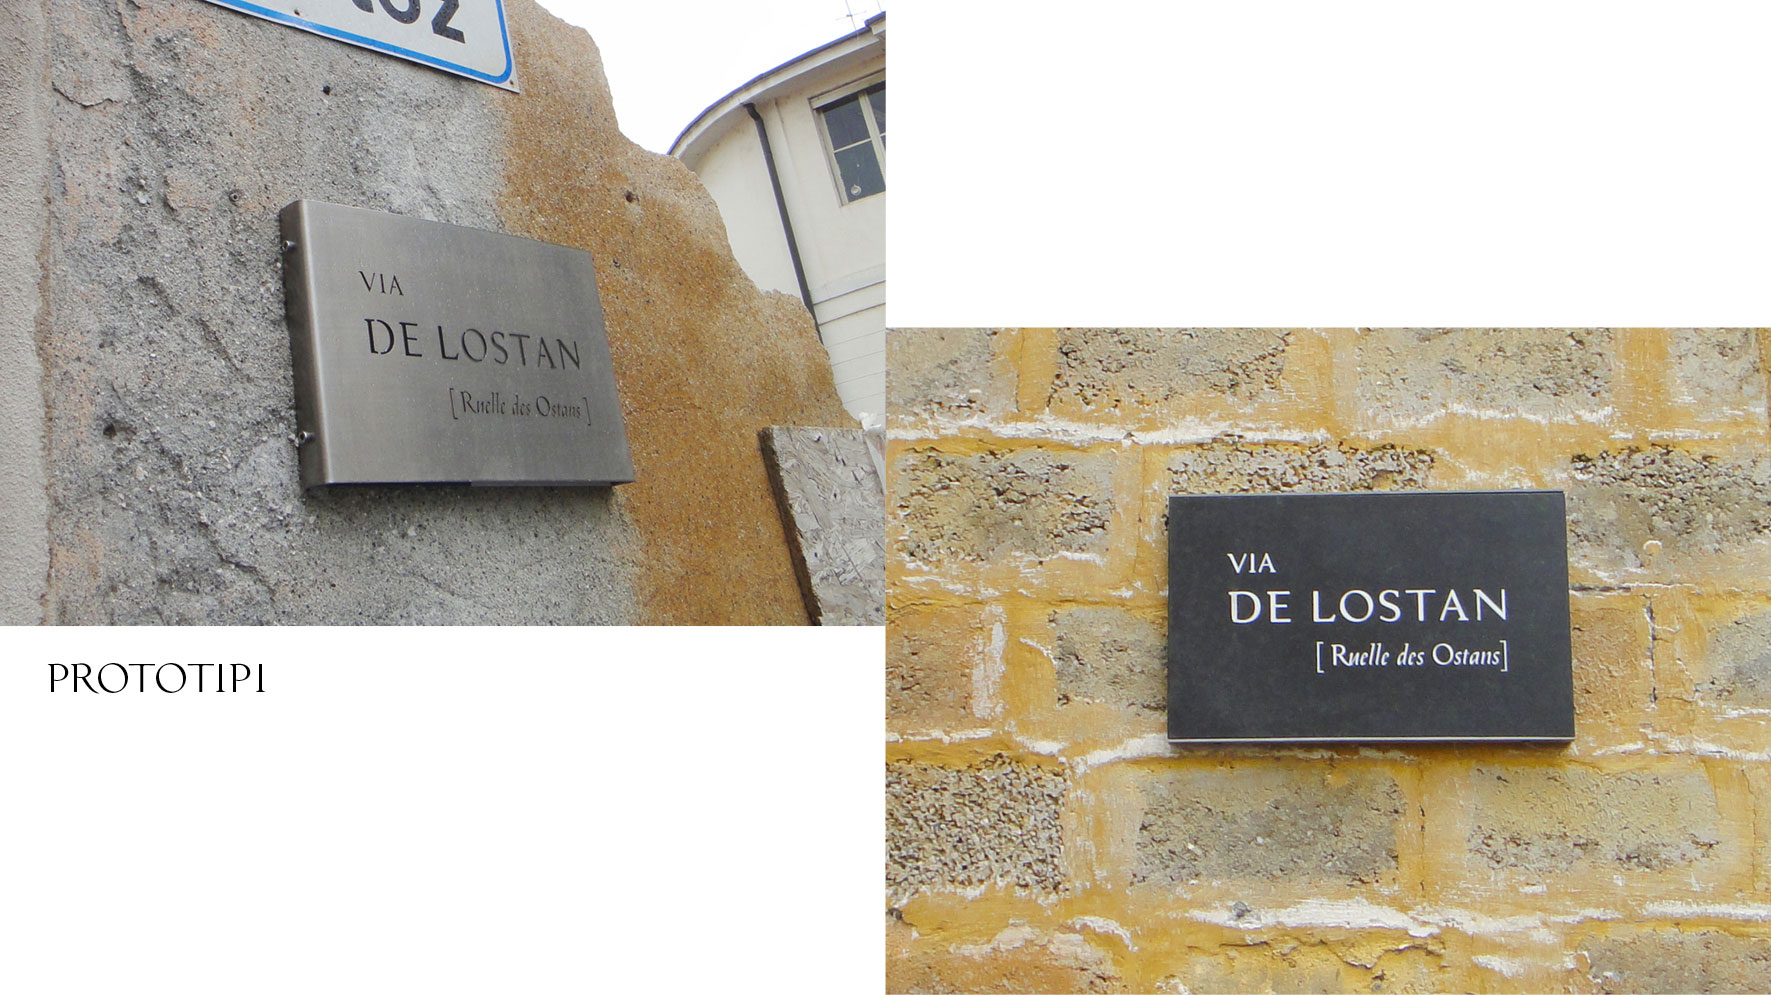 VIA
DE LOSTAN
[Ruelle des Ostans]
PROTOTIPI
VIA
DE LOSTAN
[Ruelle des Ostans]